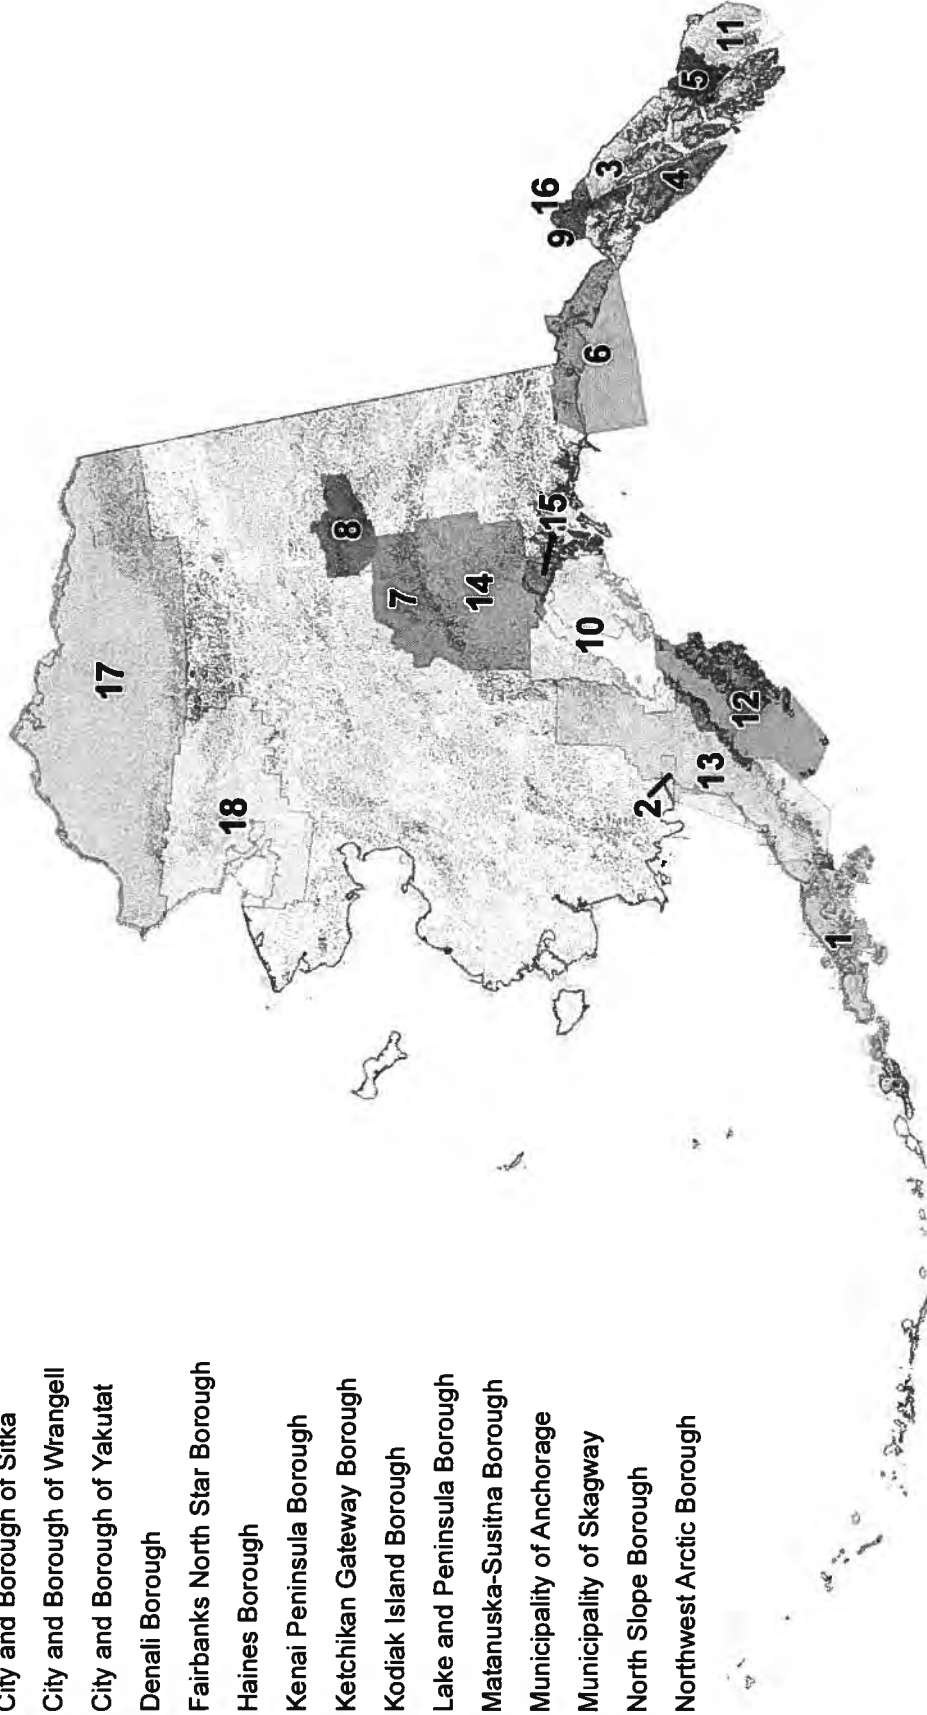 City and Borough of Sitka
City and Borough of Wrangell
City and Borough of Yakutat
Denali Borough
Fairbanks North Star Borough
Haines Borough
Kenai Peninsula Borough
Ketchikan Gateway Borough
Kodiak Island Borough
Lake and Peninsula Borough
Matanuska-Susitna Borough
Municipality of Anchorage
Municipality of Skagway
North Slope Borough
Northwest Arctic Borough
17
18
8
7
14
15
10
2
13
12
1
6
9
16
3
4
5
11